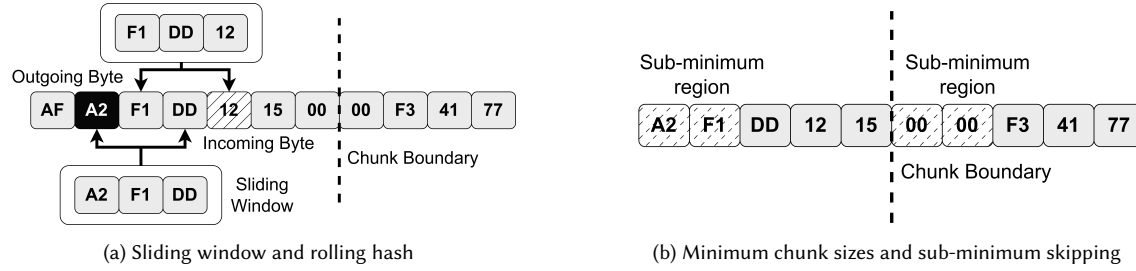 F1 DD 12
Outgoing Byte
AF A2 F1 DD 12 15 00 00 F3 41 77
Incoming Byte
Chunk Boundary
A2 F1 DD
Sliding
Window
(a) Sliding window and rolling hash
Sub-minimum
region
Sub-minimum
region
A2 F1 DD 12 15 00 00 F3 41 77
Chunk Boundary
(b) Minimum chunk sizes and sub-minimum skipping